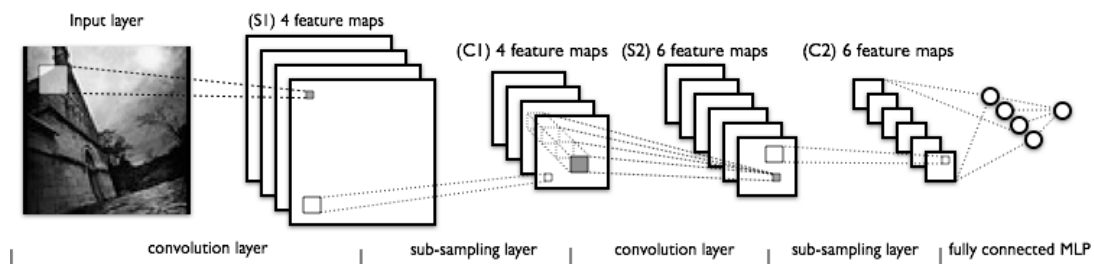 Input layer
(S1) 4 feature maps
(C1) 4 feature maps
(S2) 6 feature maps
(C2) 6 feature maps
convolution layer
sub-sampling layer
convolution layer
sub-sampling layer
fully connected MLP